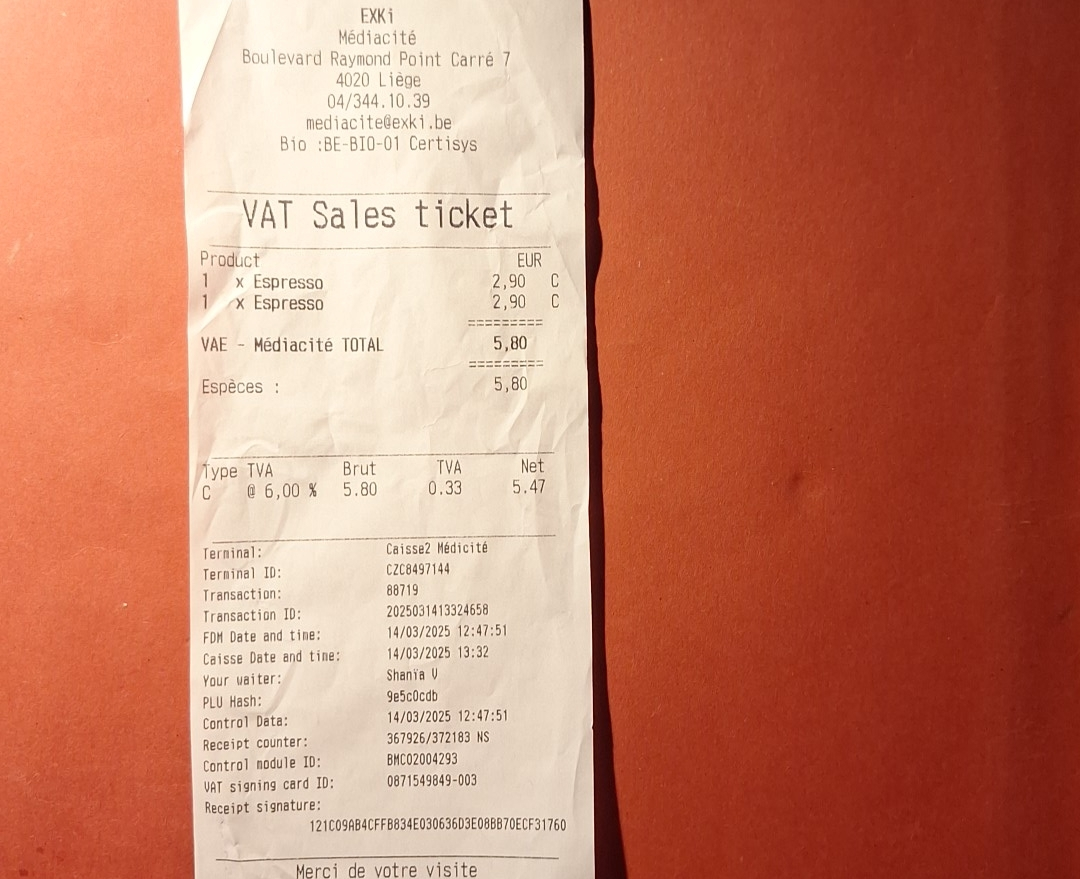 EXKi
Médiacité
Boulevard Raymond Point Carré 7
4020 Liège
04/344.10.39
mediacite@exki.be
Bio :BE-BIO-01 Certisys
VAT Sales ticket
Product EUR
1 x Espresso 2,90 C
1 x Espresso 2,90 C
=========
VAE - Médiacité TOTAL 5,80
=========
Espèces : 5,80
Type TVA Brut TVA Net
C @ 6,00 % 5.80 0.33 5.47
Terminal: Caisse2 Médicité
Terminal ID: CZC8497144
Transaction: 88719
Transaction ID: 2025031413324658
FDM Date and time: 14/03/2025 12:47:51
Caisse Date and time: 14/03/2025 13:32
Your waiter: Shanïa V
PLU Hash: 9e5c0cdb
Control Data: 14/03/2025 12:47:51
Receipt counter: 367926/372183 NS
Control module ID: BMC02004293
VAT signing card ID: 0871549849-003
Receipt signature:
121C09AB4CFFB834E030636D3E08BB70ECF31760
Merci de votre visite